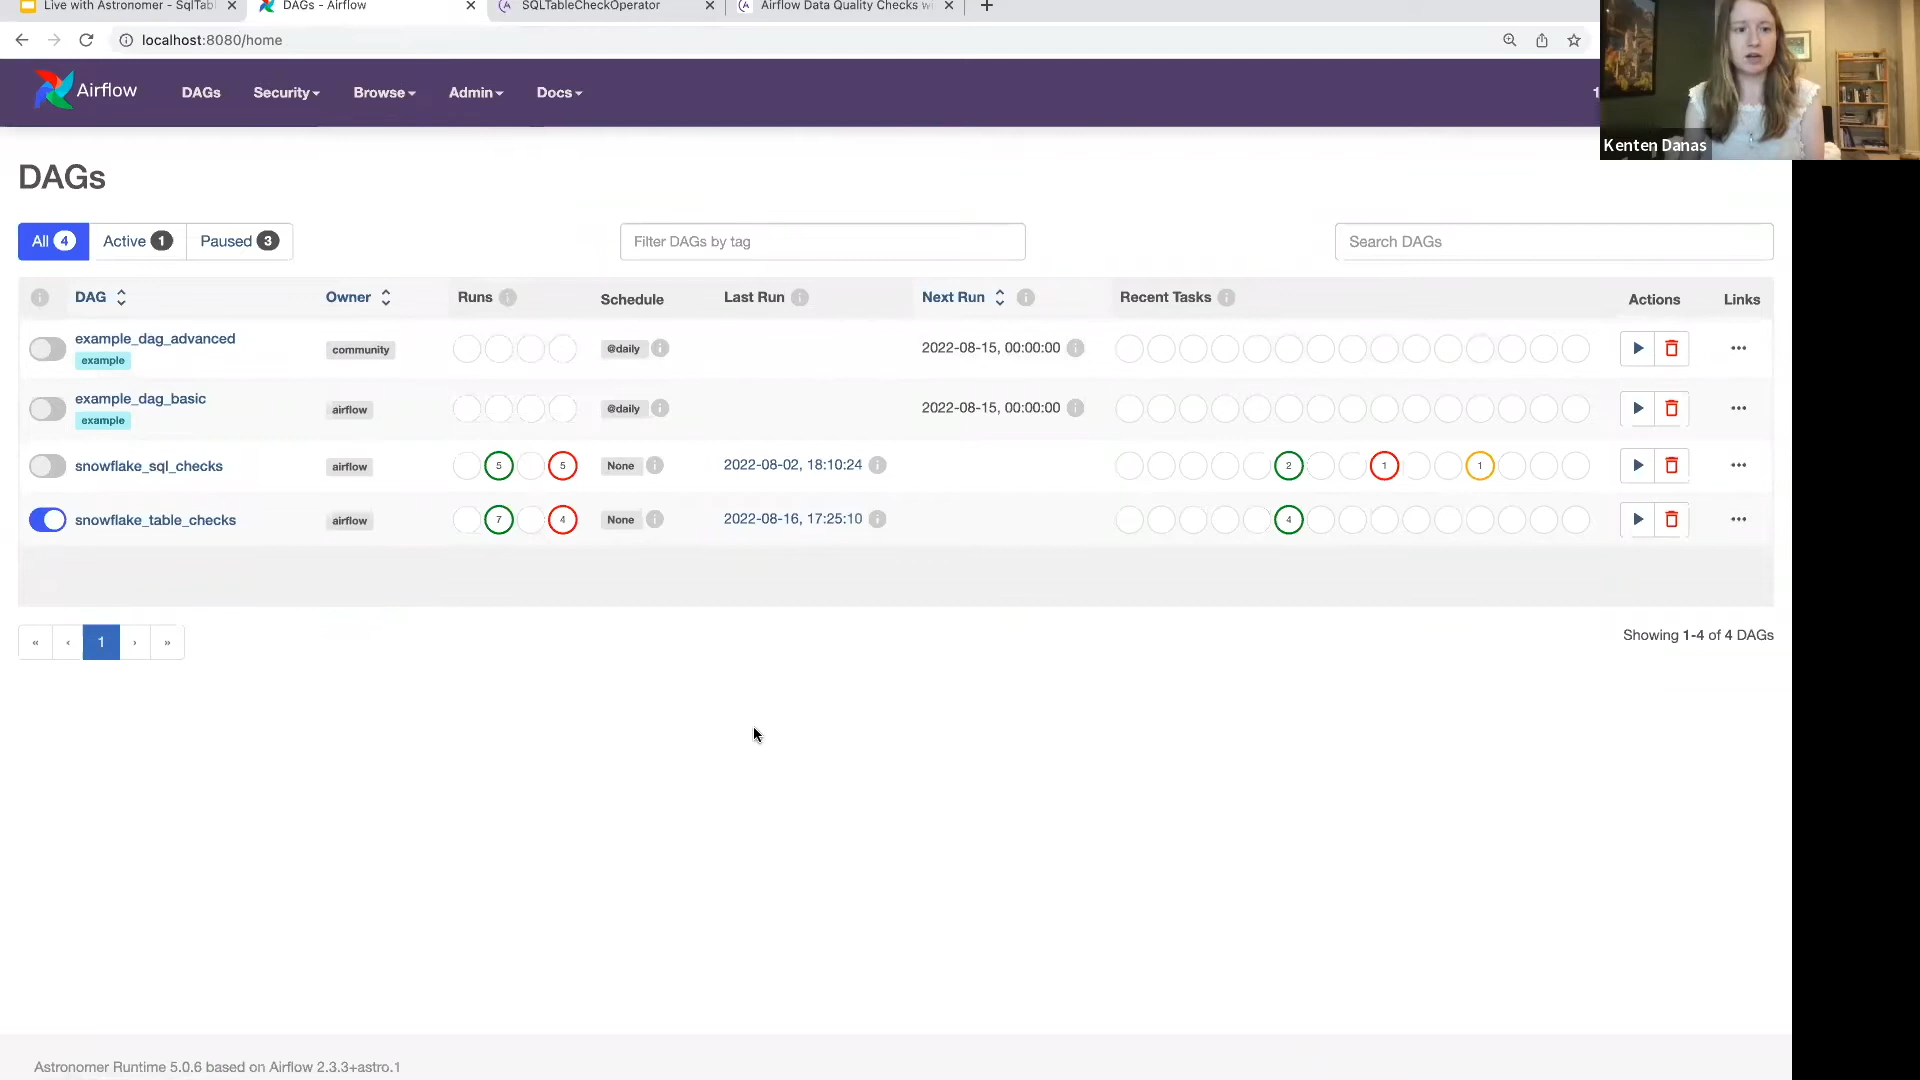 Live with Astronomer - SqlTabl
DAGs - Airflow
SQLTableCheckOperator
Airflow Data Quality Checks wi
localhost:8080/home
Airflow
DAGs
Security
Browse
Admin
Docs
1
Kenten Danas
DAGs
All 4
Active 1
Paused 3
Filter DAGs by tag
Search DAGs
DAG
Owner
Runs
Schedule
Last Run
Next Run
Recent Tasks
Actions
Links
example_dag_advanced
example
community
@daily
2022-08-15, 00:00:00
example_dag_basic
example
airflow
@daily
2022-08-15, 00:00:00
snowflake_sql_checks
airflow
5
5
None
2022-08-02, 18:10:24
2
1
1
snowflake_table_checks
airflow
7
4
None
2022-08-16, 17:25:10
4
« ‹ 1 › »
Showing 1-4 of 4 DAGs
Astronomer Runtime 5.0.6 based on Airflow 2.3.3+astro.1